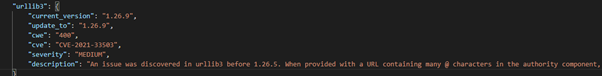 "urllib3": {
"current_version": "1.26.9",
"update_to": "1.26.9",
"cwe": "400",
"cve": "CVE-2021-33503",
"severity": "MEDIUM",
"description": "An issue was discovered in urllib3 before 1.26.5. When provided with a URL containing many @ characters in the authority component,
}